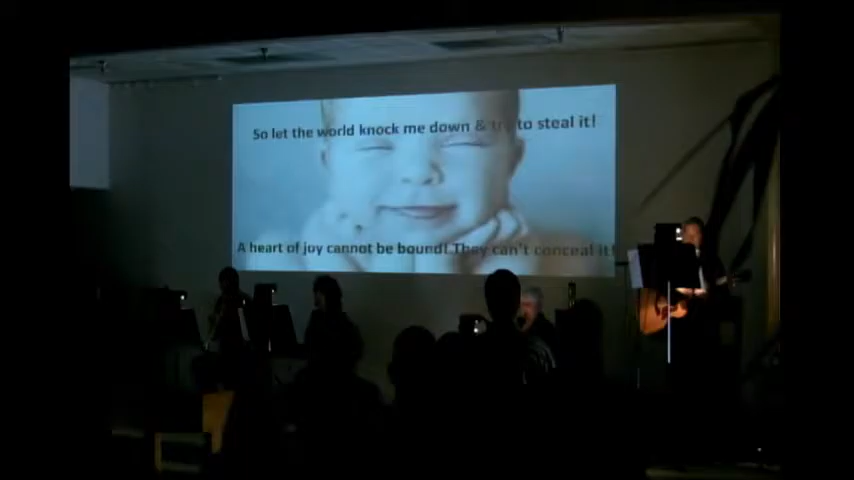 So let the world knock me down & try to steal it!
A heart of joy cannot be bound! They can't conceal it!